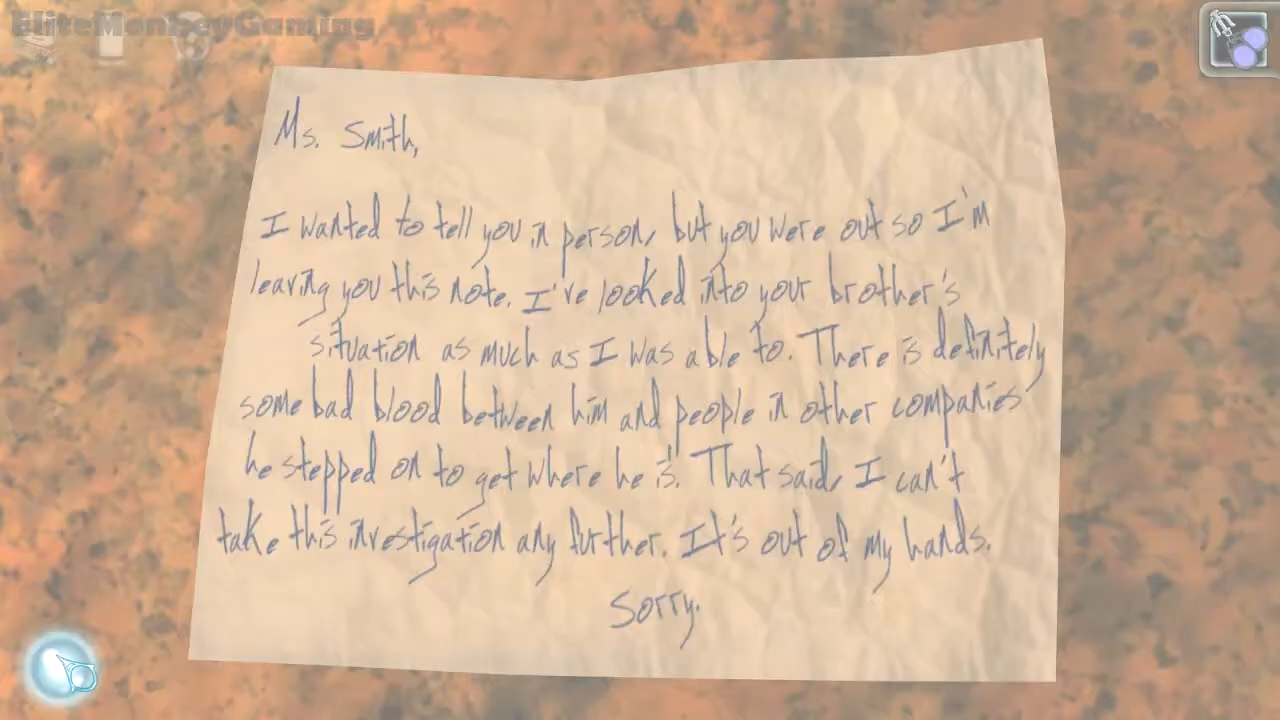 EliteMonkeyGaming
Ms. Smith,
I wanted to tell you in person, but you were out so I'm
leaving you this note. I've looked into your brother's
situation as much as I was able to. There is definitely
some bad blood between him and people in other companies
he stepped on to get where he is. That said, I can't
take this investigation any further. It's out of my hands.
Sorry.